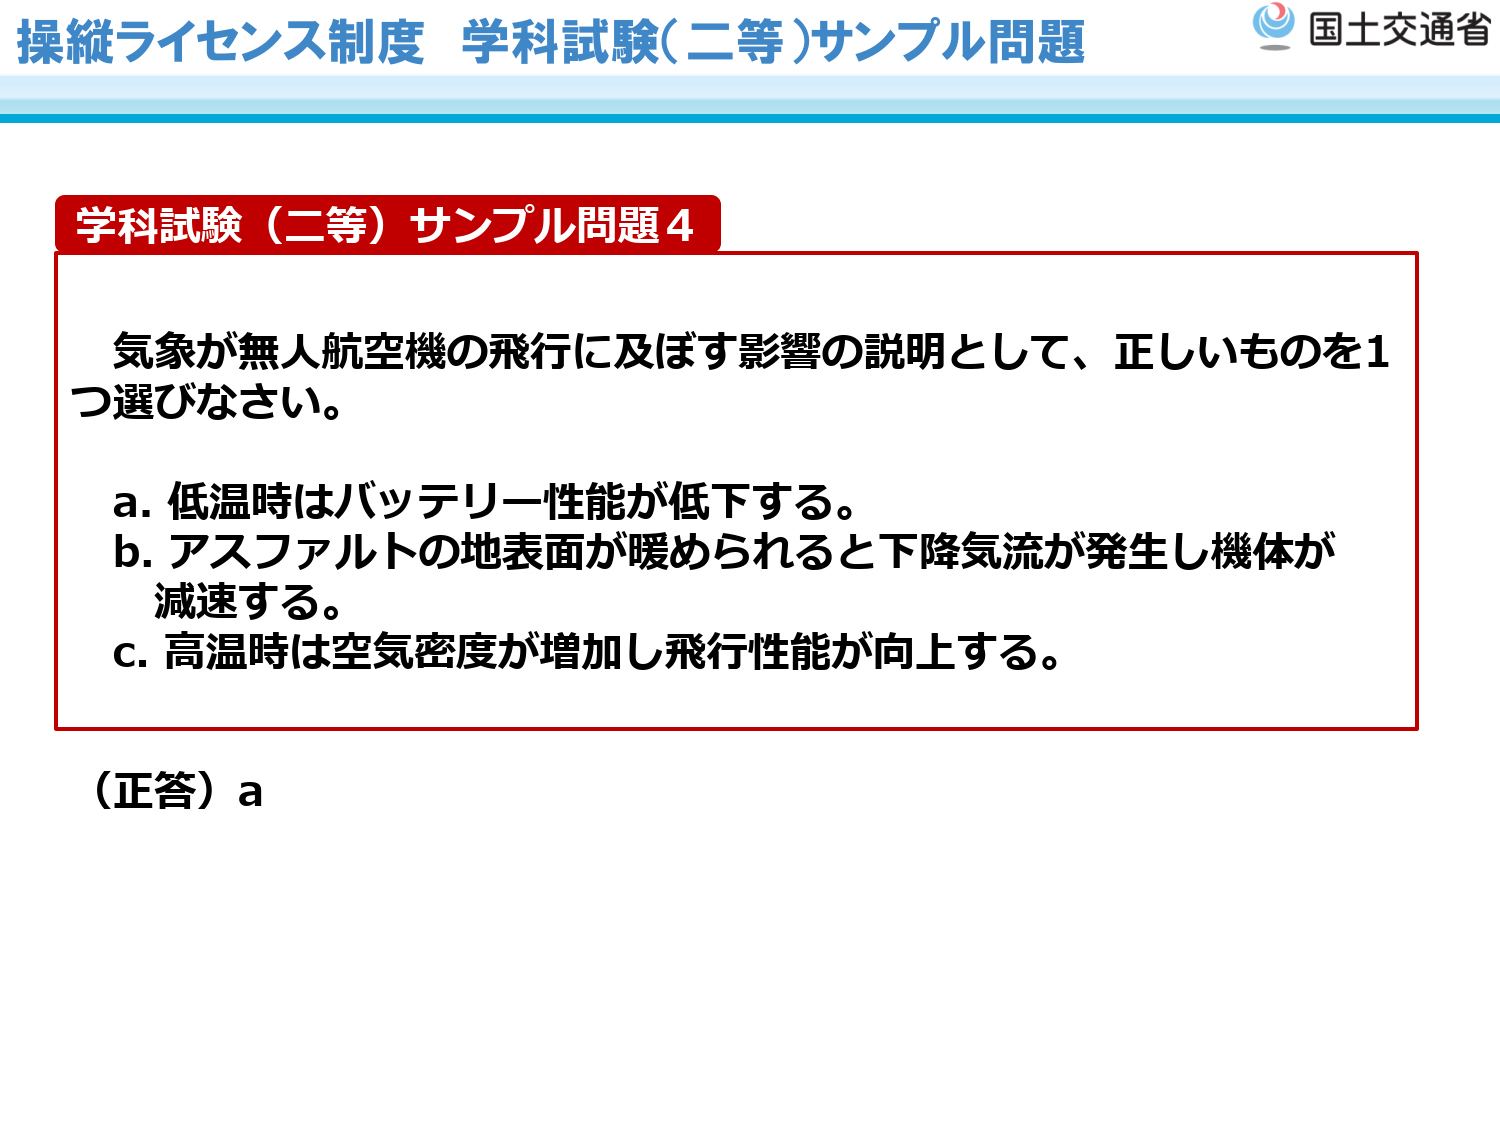 操縦ライセンス制度　学科試験(二等)サンプル問題
国土交通省
学科試験（二等）サンプル問題４
気象が無人航空機の飛行に及ぼす影響の説明として、正しいものを1
つ選びなさい。
a. 低温時はバッテリー性能が低下する。
b. アスファルトの地表面が暖められると下降気流が発生し機体が
減速する。
c. 高温時は空気密度が増加し飛行性能が向上する。
（正答）a